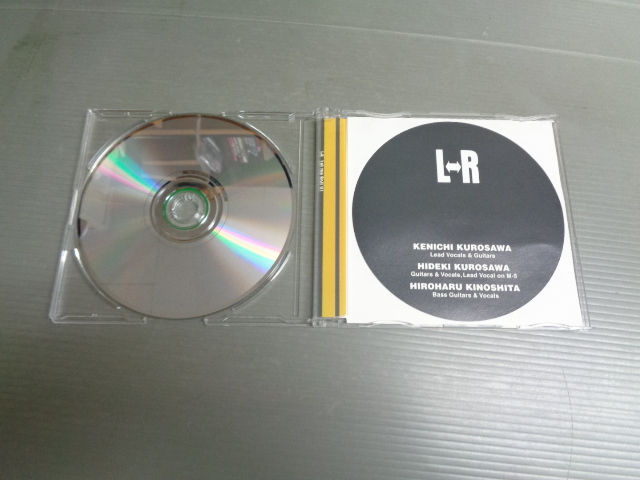 L↔R
KENICHI KUROSAWA
Lead Vocals & Guitars
HIDEKI KUROSAWA
Guitars & Vocals, Lead Vocal on M-5
HIROHARU KINOSHITA
Bass Guitars & Vocals